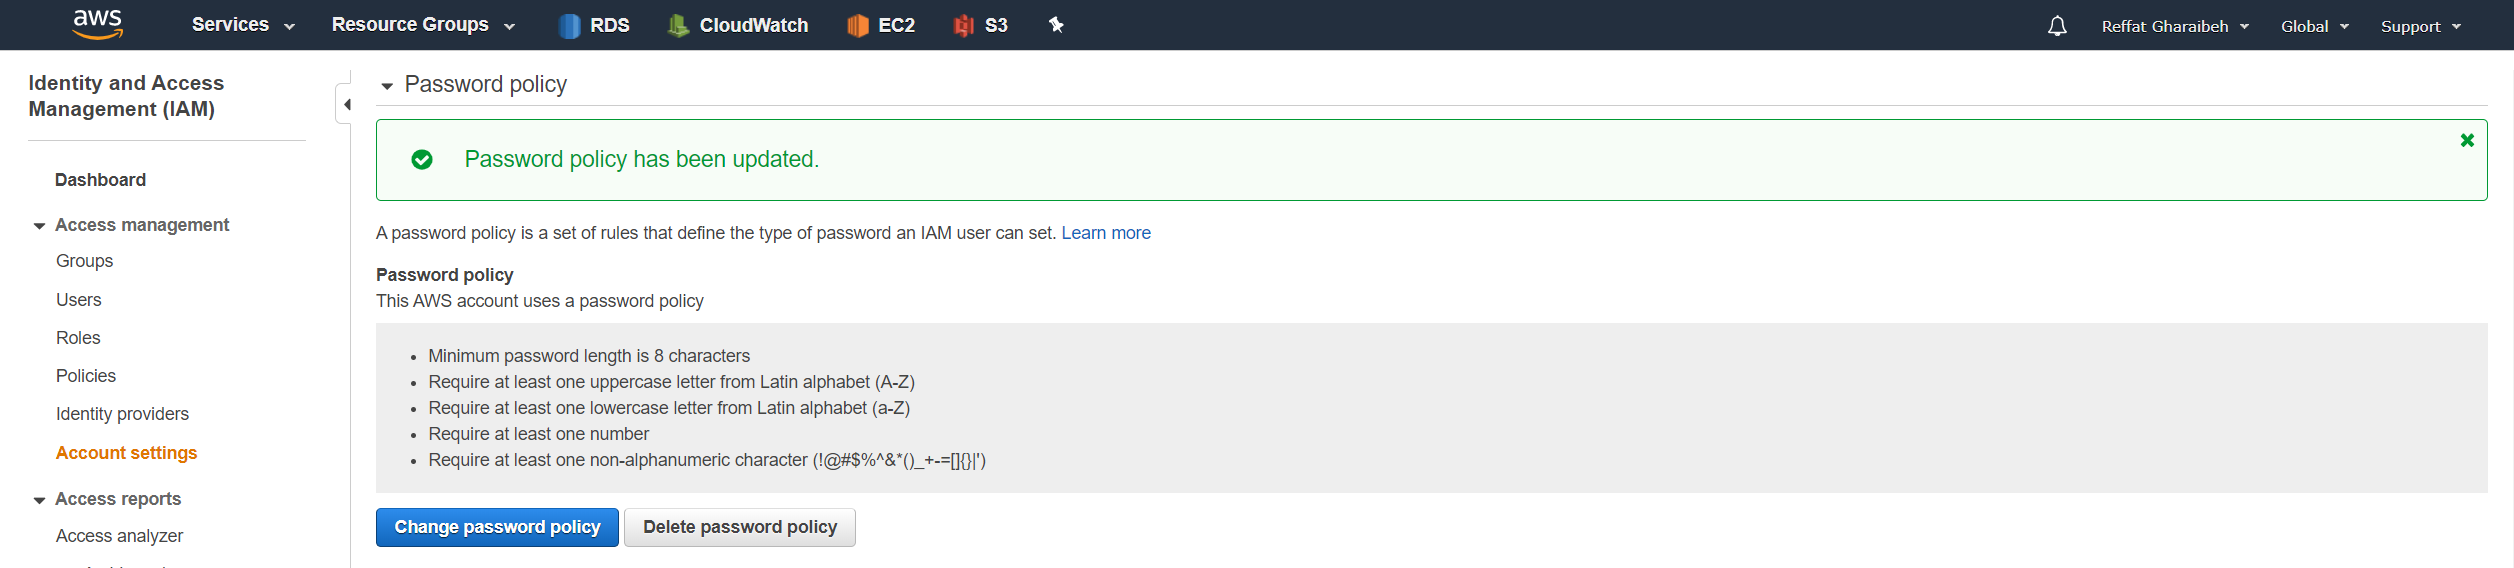 aws Services Resource Groups RDS CloudWatch EC2 S3 Reffat Gharaibeh Global Support
Identity and Access
Management (IAM)
Dashboard
Access management
Groups
Users
Roles
Policies
Identity providers
Account settings
Access reports
Access analyzer
Password policy
Password policy has been updated.
A password policy is a set of rules that define the type of password an IAM user can set. Learn more
Password policy
This AWS account uses a password policy
• Minimum password length is 8 characters
• Require at least one uppercase letter from Latin alphabet (A-Z)
• Require at least one lowercase letter from Latin alphabet (a-Z)
• Require at least one number
• Require at least one non-alphanumeric character (!@#$%^&*()_+-=[]{}|')
Change password policy Delete password policy